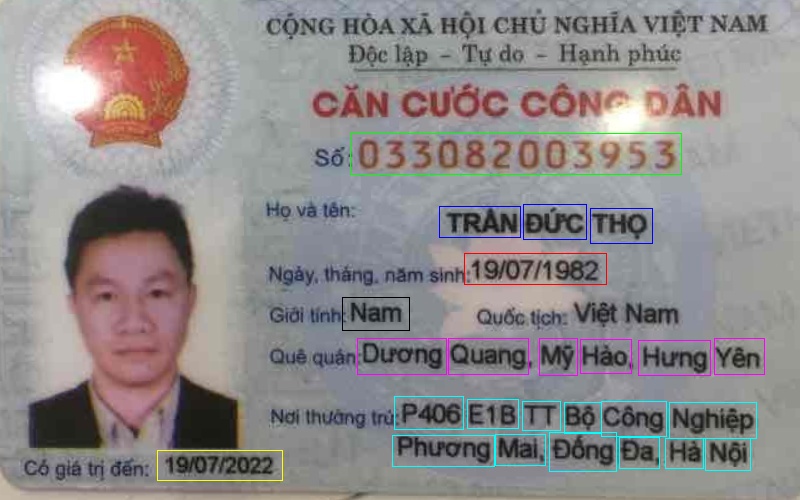 CỘNG HÒA XÃ HỘI CHỦ NGHĨA VIỆT NAM
Độc lập - Tự do - Hạnh phúc
CĂN CƯỚC CÔNG DÂN
Số: 033082003953
Họ và tên: TRẦN ĐỨC THỌ
Ngày, tháng, năm sinh: 19/07/1982
Giới tính: Nam Quốc tịch: Việt Nam
Quê quán: Dương Quang, Mỹ Hào, Hưng Yên
Nơi thường trú: P406 E1B TT Bộ Công Nghiệp
Phương Mai, Đống Đa, Hà Nội
Có giá trị đến: 19/07/2022